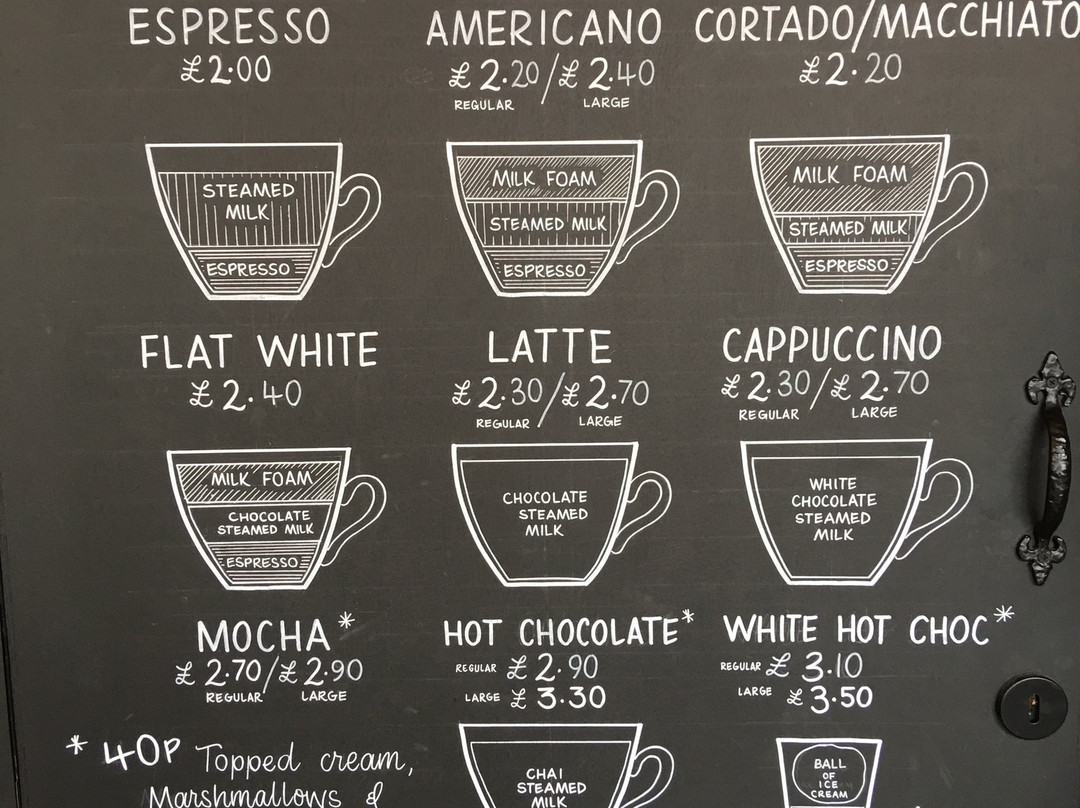 ESPRESSO
£2.00
AMERICANO
£2.20/£2.40
REGULAR LARGE
CORTADO/MACCHIATO
£2.20
STEAMED
MILK
ESPRESSO
FLAT WHITE
£2.40
MILK FOAM
STEAMED MILK
ESPRESSO
LATTE
£2.30/£2.70
REGULAR LARGE
MILK FOAM
STEAMED MILK
ESPRESSO
CAPPUCCINO
£2.30/£2.70
REGULAR LARGE
MILK FOAM
CHOCOLATE
STEAMED MILK
ESPRESSO
MOCHA*
£2.70/£2.90
REGULAR LARGE
CHOCOLATE
STEAMED
MILK
HOT CHOCOLATE*
REGULAR £2.90
LARGE £3.30
WHITE
CHOCOLATE
STEAMED
MILK
WHITE HOT CHOC*
REGULAR £3.10
LARGE £3.50
* 40P Topped cream,
Marshmallows &
CHAI
STEAMED
MILK
BALL
OF
ICE
CREAM